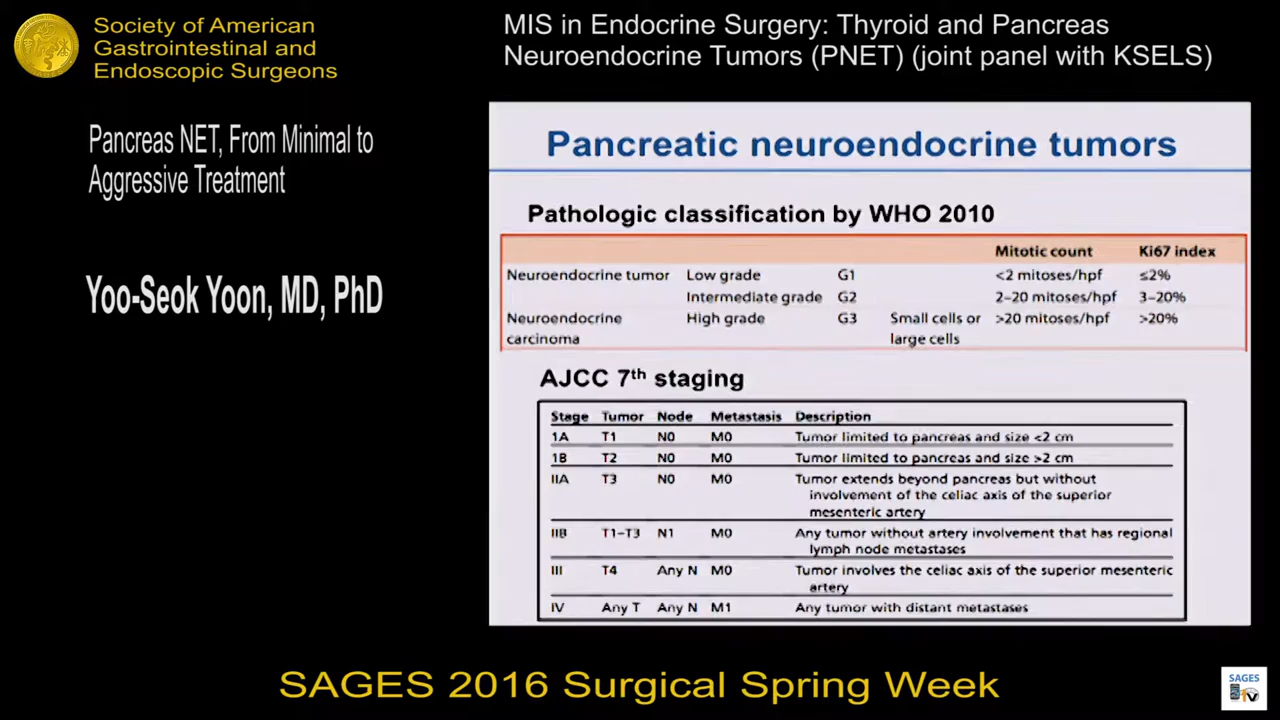 Society of American
Gastrointestinal and
Endoscopic Surgeons
MIS in Endocrine Surgery: Thyroid and Pancreas
Neuroendocrine Tumors (PNET) (joint panel with KSELS)
Pancreas NET, From Minimal to
Aggressive Treatment
Yoo-Seok Yoon, MD, PhD
Pancreatic neuroendocrine tumors
Pathologic classification by WHO 2010
Mitotic count Ki67 index
Neuroendocrine tumor Low grade G1 <2 mitoses/hpf ≤2%
Intermediate grade G2 2–20 mitoses/hpf 3–20%
Neuroendocrine High grade G3 Small cells or >20 mitoses/hpf >20%
carcinoma large cells
AJCC 7th staging
Stage Tumor Node Metastasis Description
1A T1 N0 M0 Tumor limited to pancreas and size <2 cm
1B T2 N0 M0 Tumor limited to pancreas and size >2 cm
IIA T3 N0 M0 Tumor extends beyond pancreas but without
involvement of the celiac axis of the superior
mesenteric artery
IIB T1–T3 N1 M0 Any tumor without artery involvement that has regional
lymph node metastases
III T4 Any N M0 Tumor involves the celiac axis of the superior mesenteric
artery
IV Any T Any N M1 Any tumor with distant metastases
SAGES 2016 Surgical Spring Week
SAGES
TV